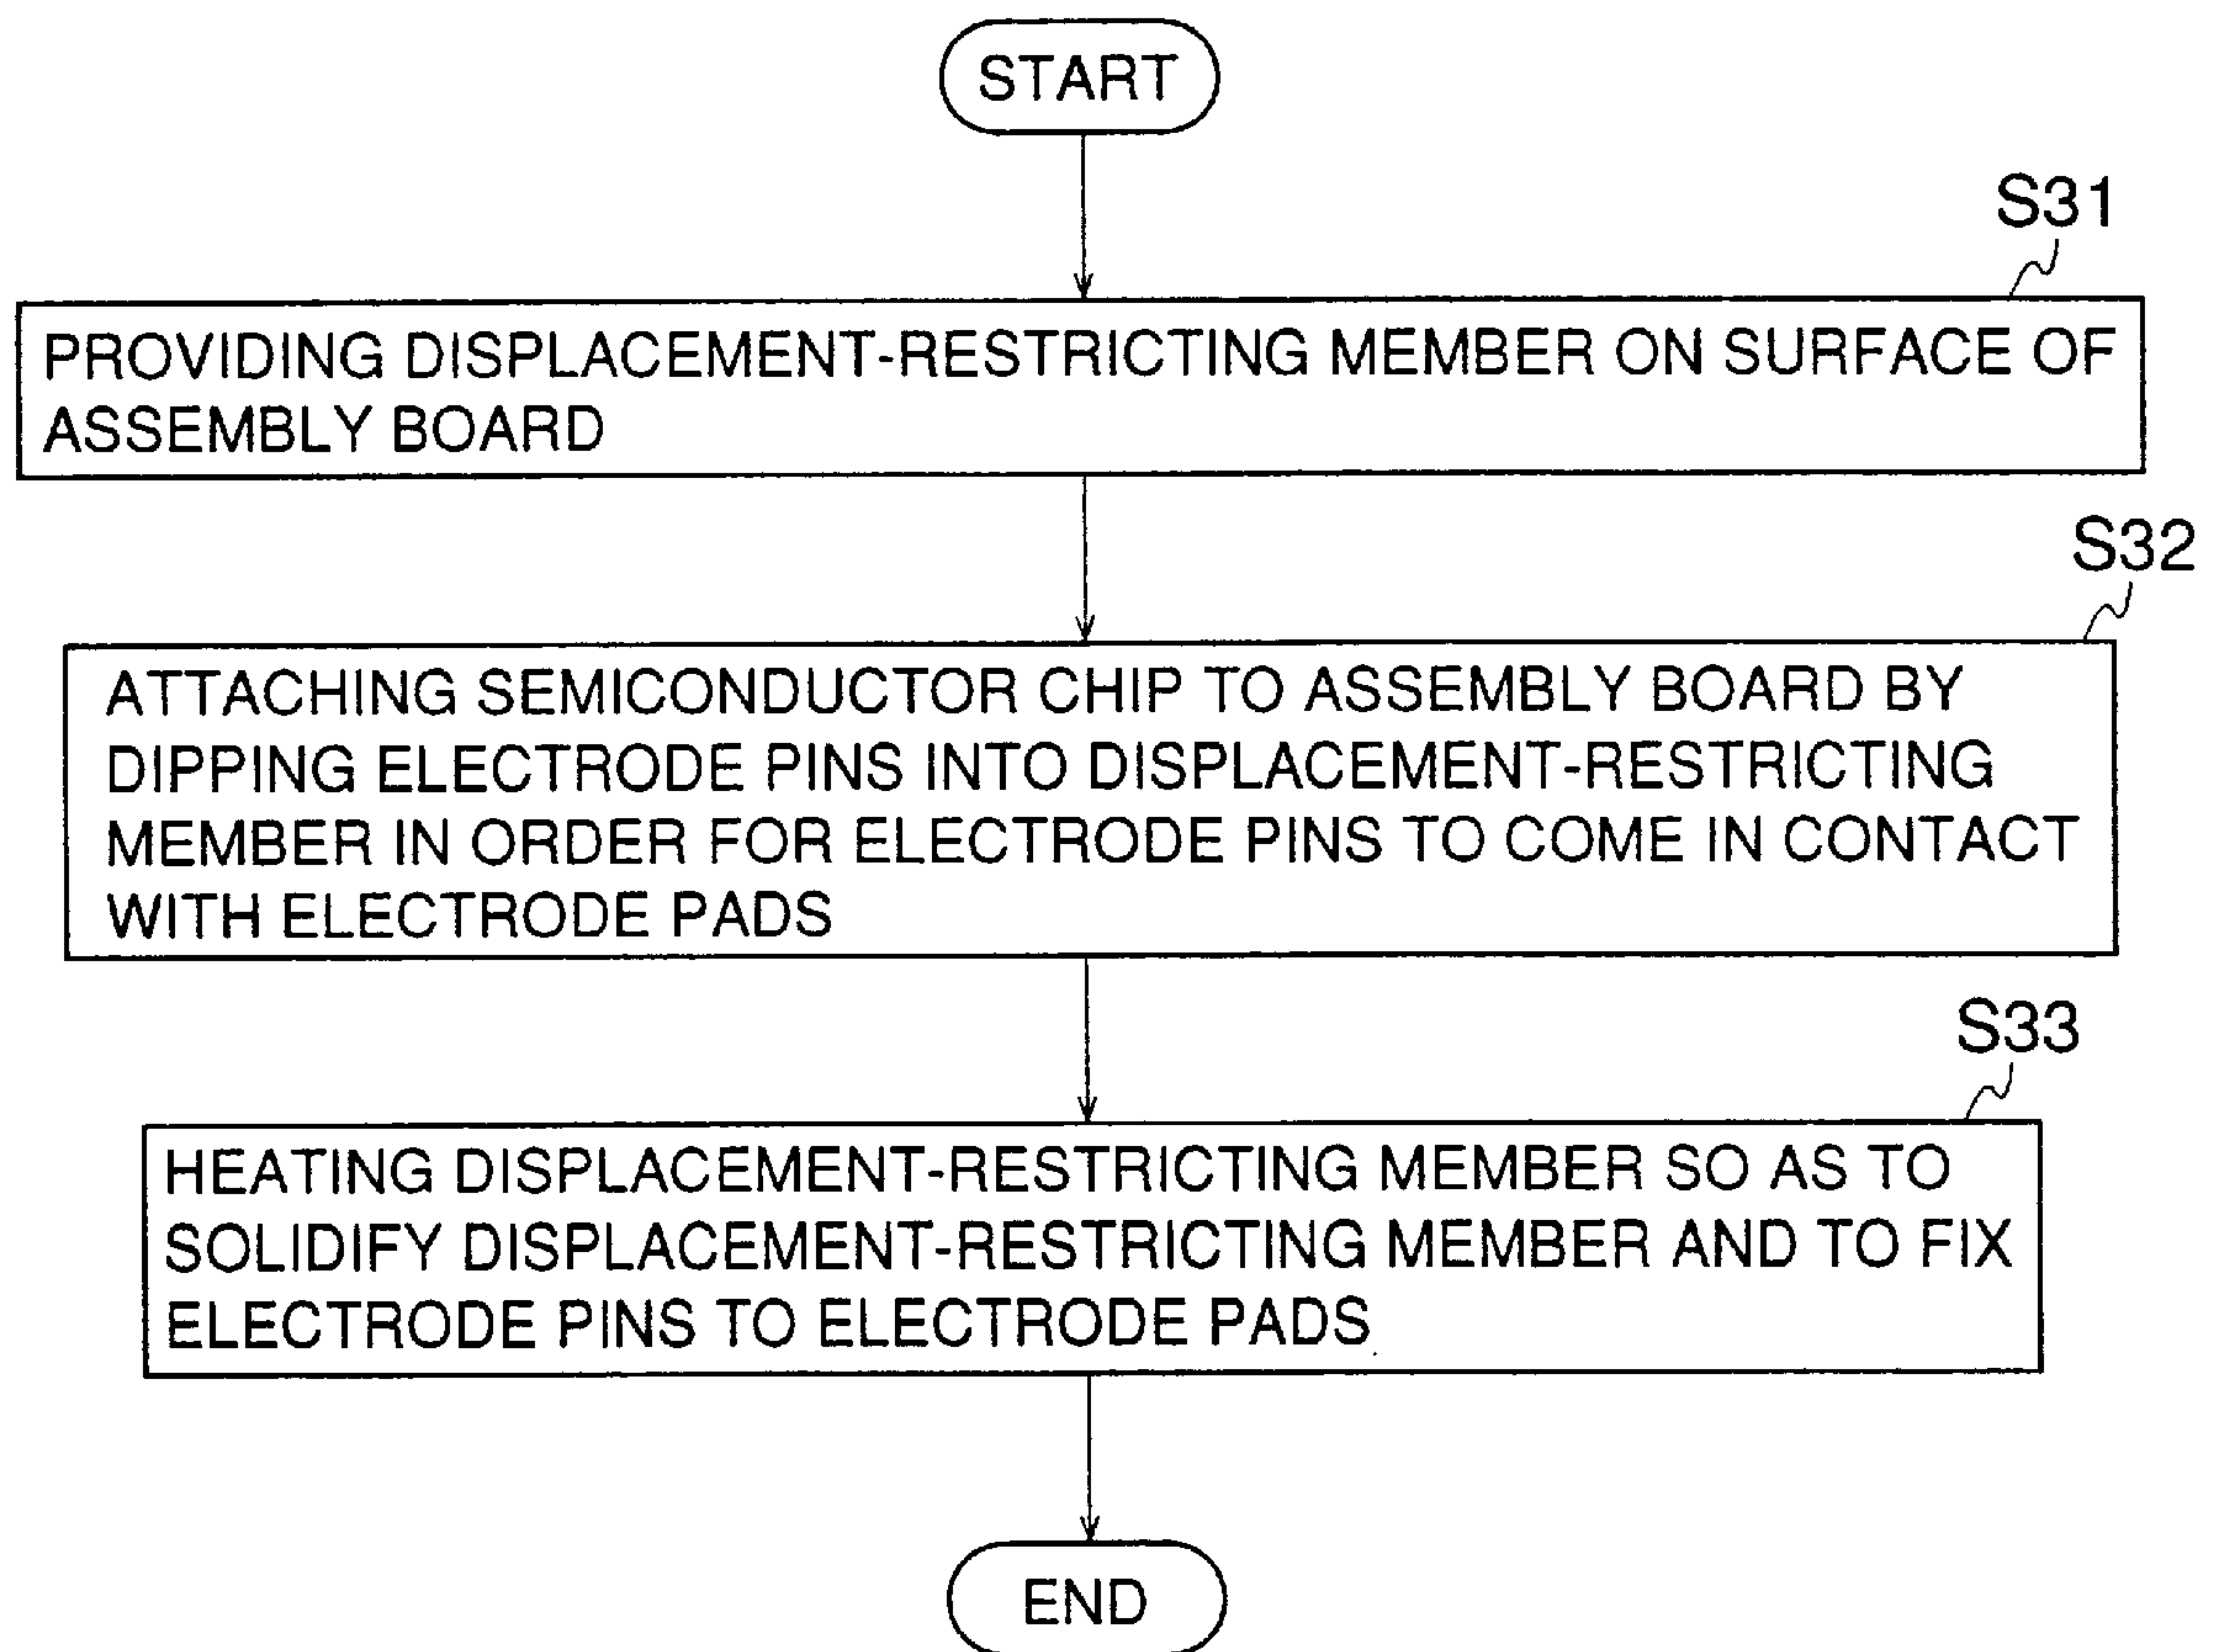 START
S31
PROVIDING DISPLACEMENT-RESTRICTING MEMBER ON SURFACE OF
ASSEMBLY BOARD
S32
ATTACHING SEMICONDUCTOR CHIP TO ASSEMBLY BOARD BY
DIPPING ELECTRODE PINS INTO DISPLACEMENT-RESTRICTING
MEMBER IN ORDER FOR ELECTRODE PINS TO COME IN CONTACT
WITH ELECTRODE PADS
S33
HEATING DISPLACEMENT-RESTRICTING MEMBER SO AS TO
SOLIDIFY DISPLACEMENT-RESTRICTING MEMBER AND TO FIX
ELECTRODE PINS TO ELECTRODE PADS
END